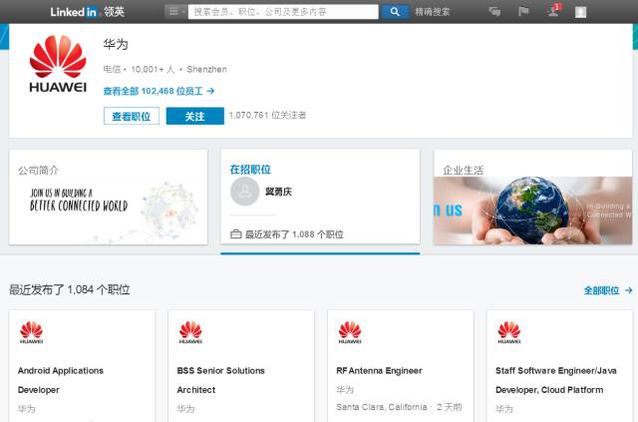 Linked in 领英
搜索会员、职位、公司及更多内容
精确搜索
1
HUAWEI
华为
电信 · 10,001+ 人 · Shenzhen
查看全部 102,468 位员工 →
查看职位
关注
1,070,761 位关注者
公司简介
JOIN US IN BUILDING A
BETTER CONNECTED WORLD
在招职位
冀勇庆
最近发布了 1,088 个职位
企业生活
n us
In Building a
Connected W
最近发布了 1,084 个职位
全部职位 →
HUAWEI
Android Applications
Developer
华为
HUAWEI
BSS Senior Solutions
Architect
华为
HUAWEI
RF Antenna Engineer
华为
Santa Clara, California · 2 天前
HUAWEI
Staff Software Engineer/Java
Developer, Cloud Platform
华为